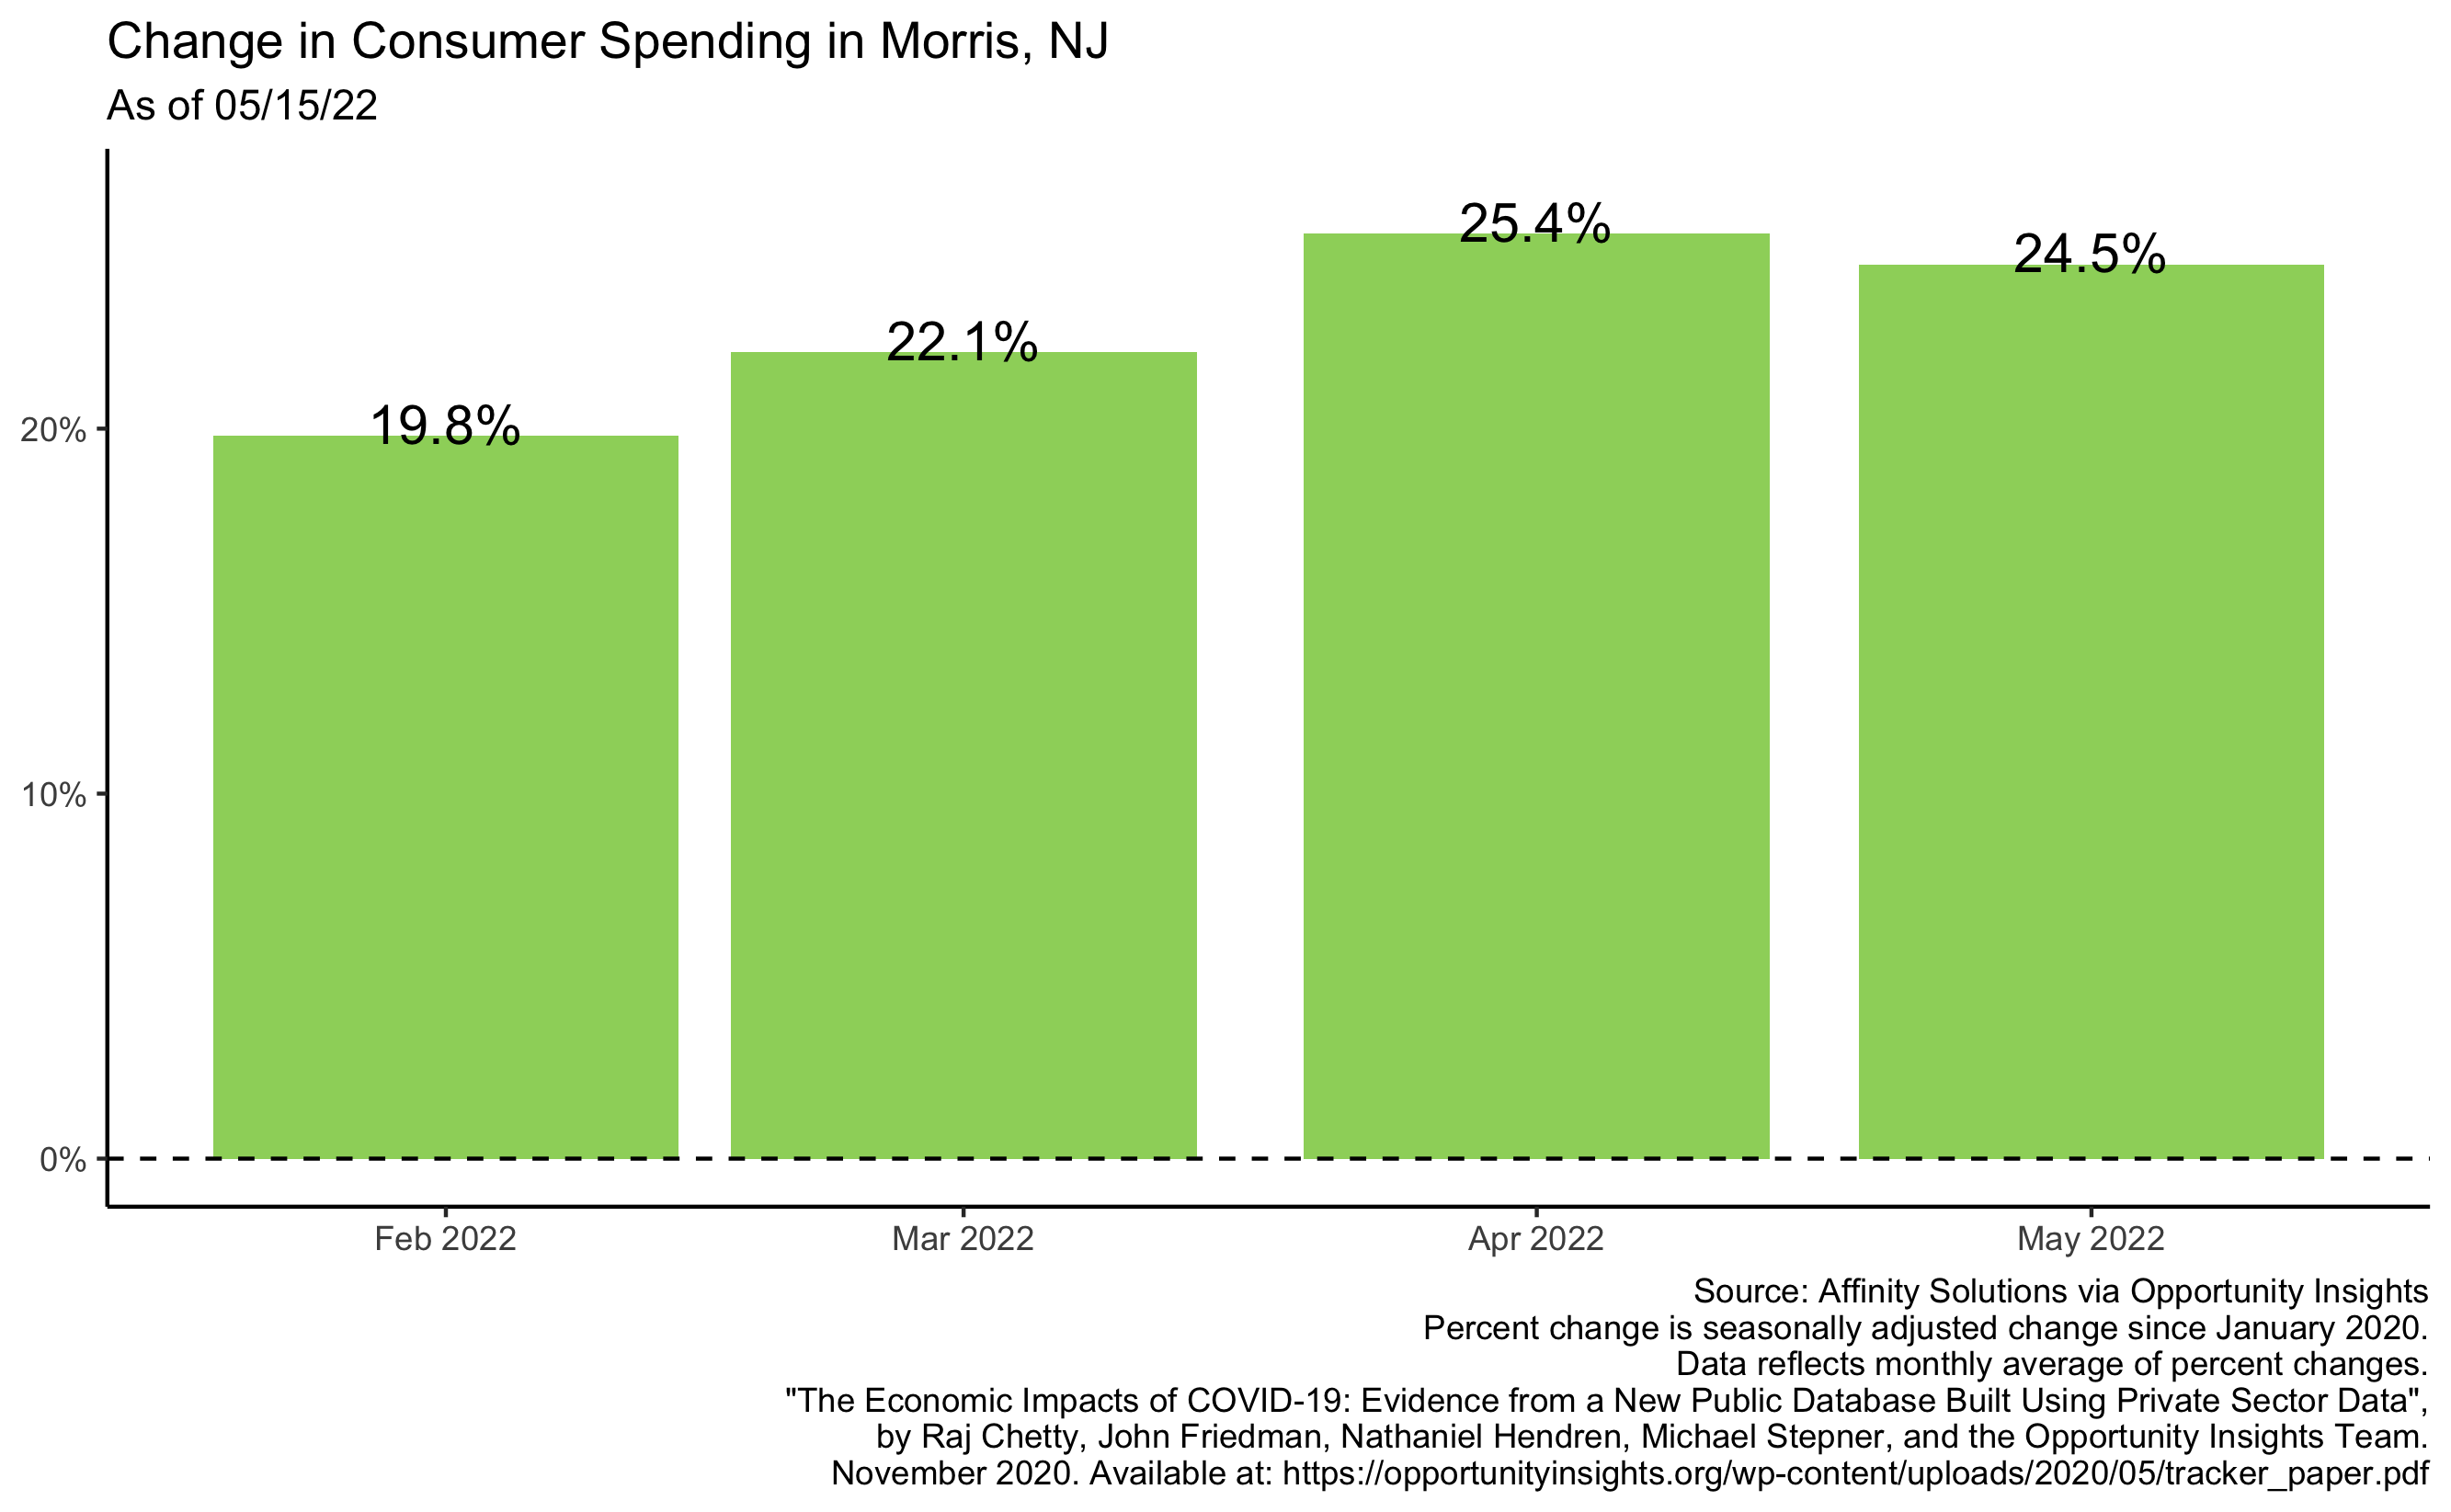 Change in Consumer Spending in Morris, NJ
As of 05/15/22
25.4%
24.5%
22.1%
19.8%
20%
10%
0%
Feb 2022
Mar 2022
Apr 2022
May 2022
Source: Affinity Solutions via Opportunity Insights
Percent change is seasonally adjusted change since January 2020.
Data reflects monthly average of percent changes.
"The Economic Impacts of COVID-19: Evidence from a New Public Database Built Using Private Sector Data",
by Raj Chetty, John Friedman, Nathaniel Hendren, Michael Stepner, and the Opportunity Insights Team.
November 2020. Available at: https://opportunityinsights.org/wp-content/uploads/2020/05/tracker_paper.pdf